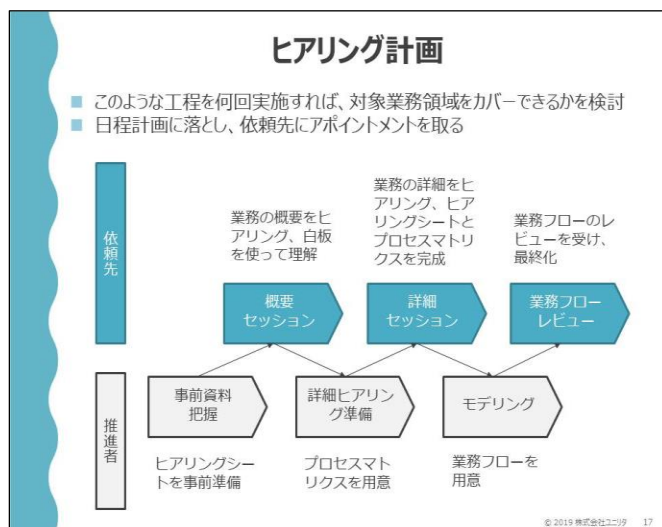 ヒアリング計画
■ このような工程を何回実施すれば、対象業務領域をカバーできるかを検討
■ 日程計画に落とし、依頼先にアポイントメントを取る
依頼先
業務の概要をヒ
アリング、白板
を使って理解
業務の詳細をヒ
アリング、ヒア
リングシートと
プロセスマトリ
クスを完成
業務フローのレ
ビューを受け、
最終化
概要
セッション
詳細
セッション
業務フロー
レビュー
推進者
事前資料
把握
詳細ヒアリン
グ準備
モデリング
ヒアリングシー
トを事前準備
プロセスマト
リクスを用意
業務フローを
用意
© 2019 株式会社ユニリタ 17